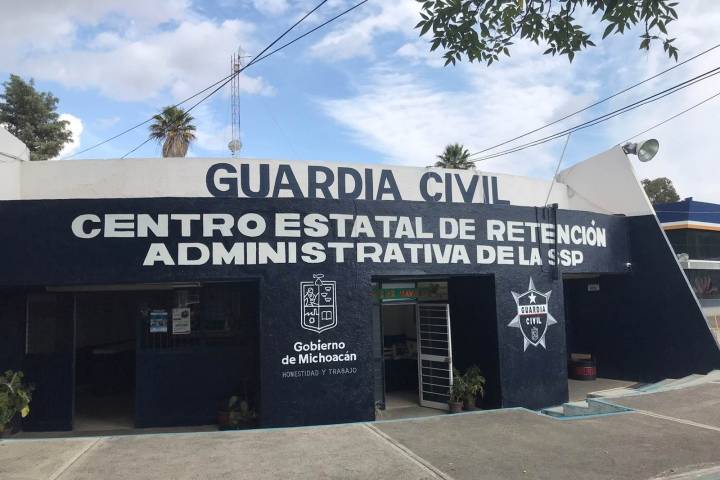 GUARDIA CIVIL
CENTRO ESTATAL DE RETENCIÓN
ADMINISTRATIVA DE LA SSP
Gobierno
de Michoacán
HONESTIDAD Y TRABAJO
GUARDIA
CIVIL